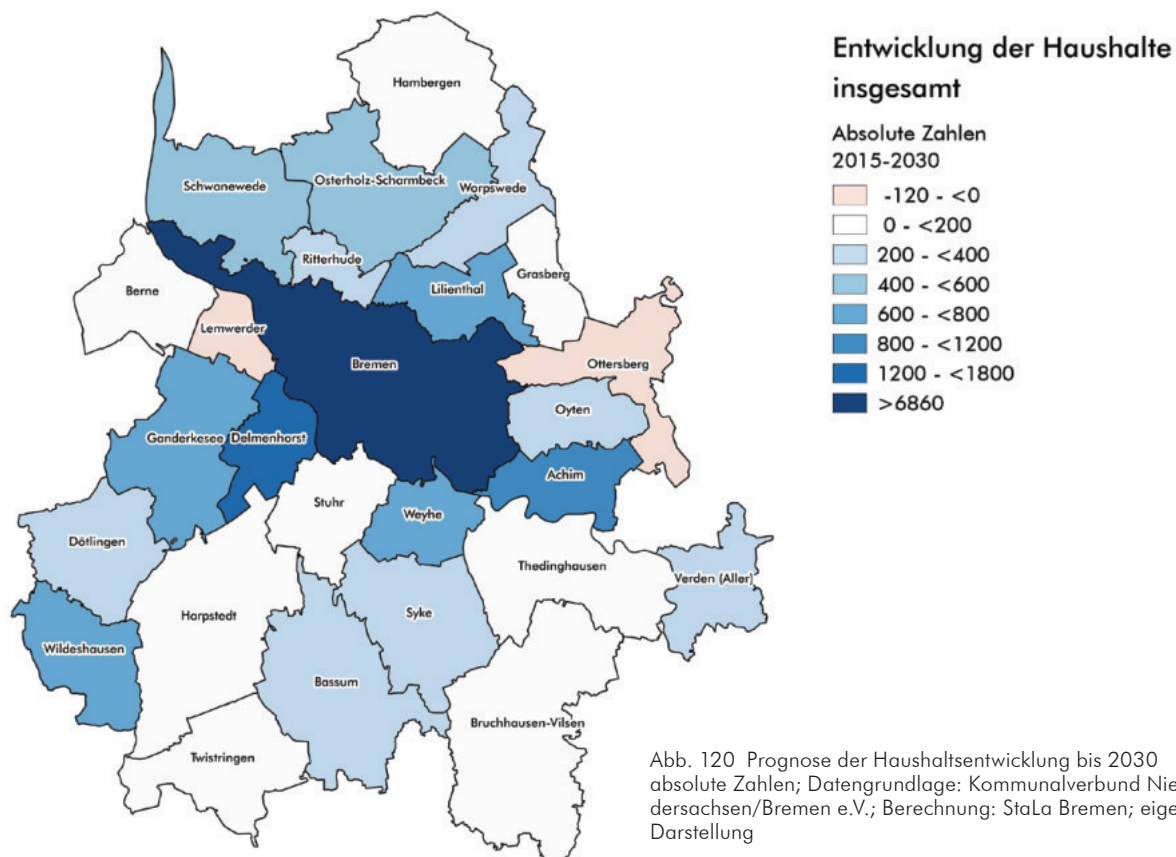 Entwicklung der Haushalte
insgesamt
Absolute Zahlen
2015-2030
-120 - <0
0 - <200
200 - <400
400 - <600
600 - <800
800 - <1200
1200 - <1800
>6860
Hambergen
Schwanewede
Osterholz-Scharmbeck
Worpswede
Ritterhude
Grasberg
Berne
Lilienthal
Lemwerder
Bremen
Ottersberg
Oyten
Ganderkesee
Delmenhorst
Achim
Stuhr
Weyhe
Dötlingen
Thedinghausen
Verden (Aller)
Harpstedt
Syke
Wildeshausen
Bassum
Bruchhausen-Vilsen
Twistringen
Abb. 120 Prognose der Haushaltsentwicklung bis 2030
absolute Zahlen; Datengrundlage: Kommunalverbund Nie
dersachsen/Bremen e.V.; Berechnung: StaLa Bremen; eige
Darstellung